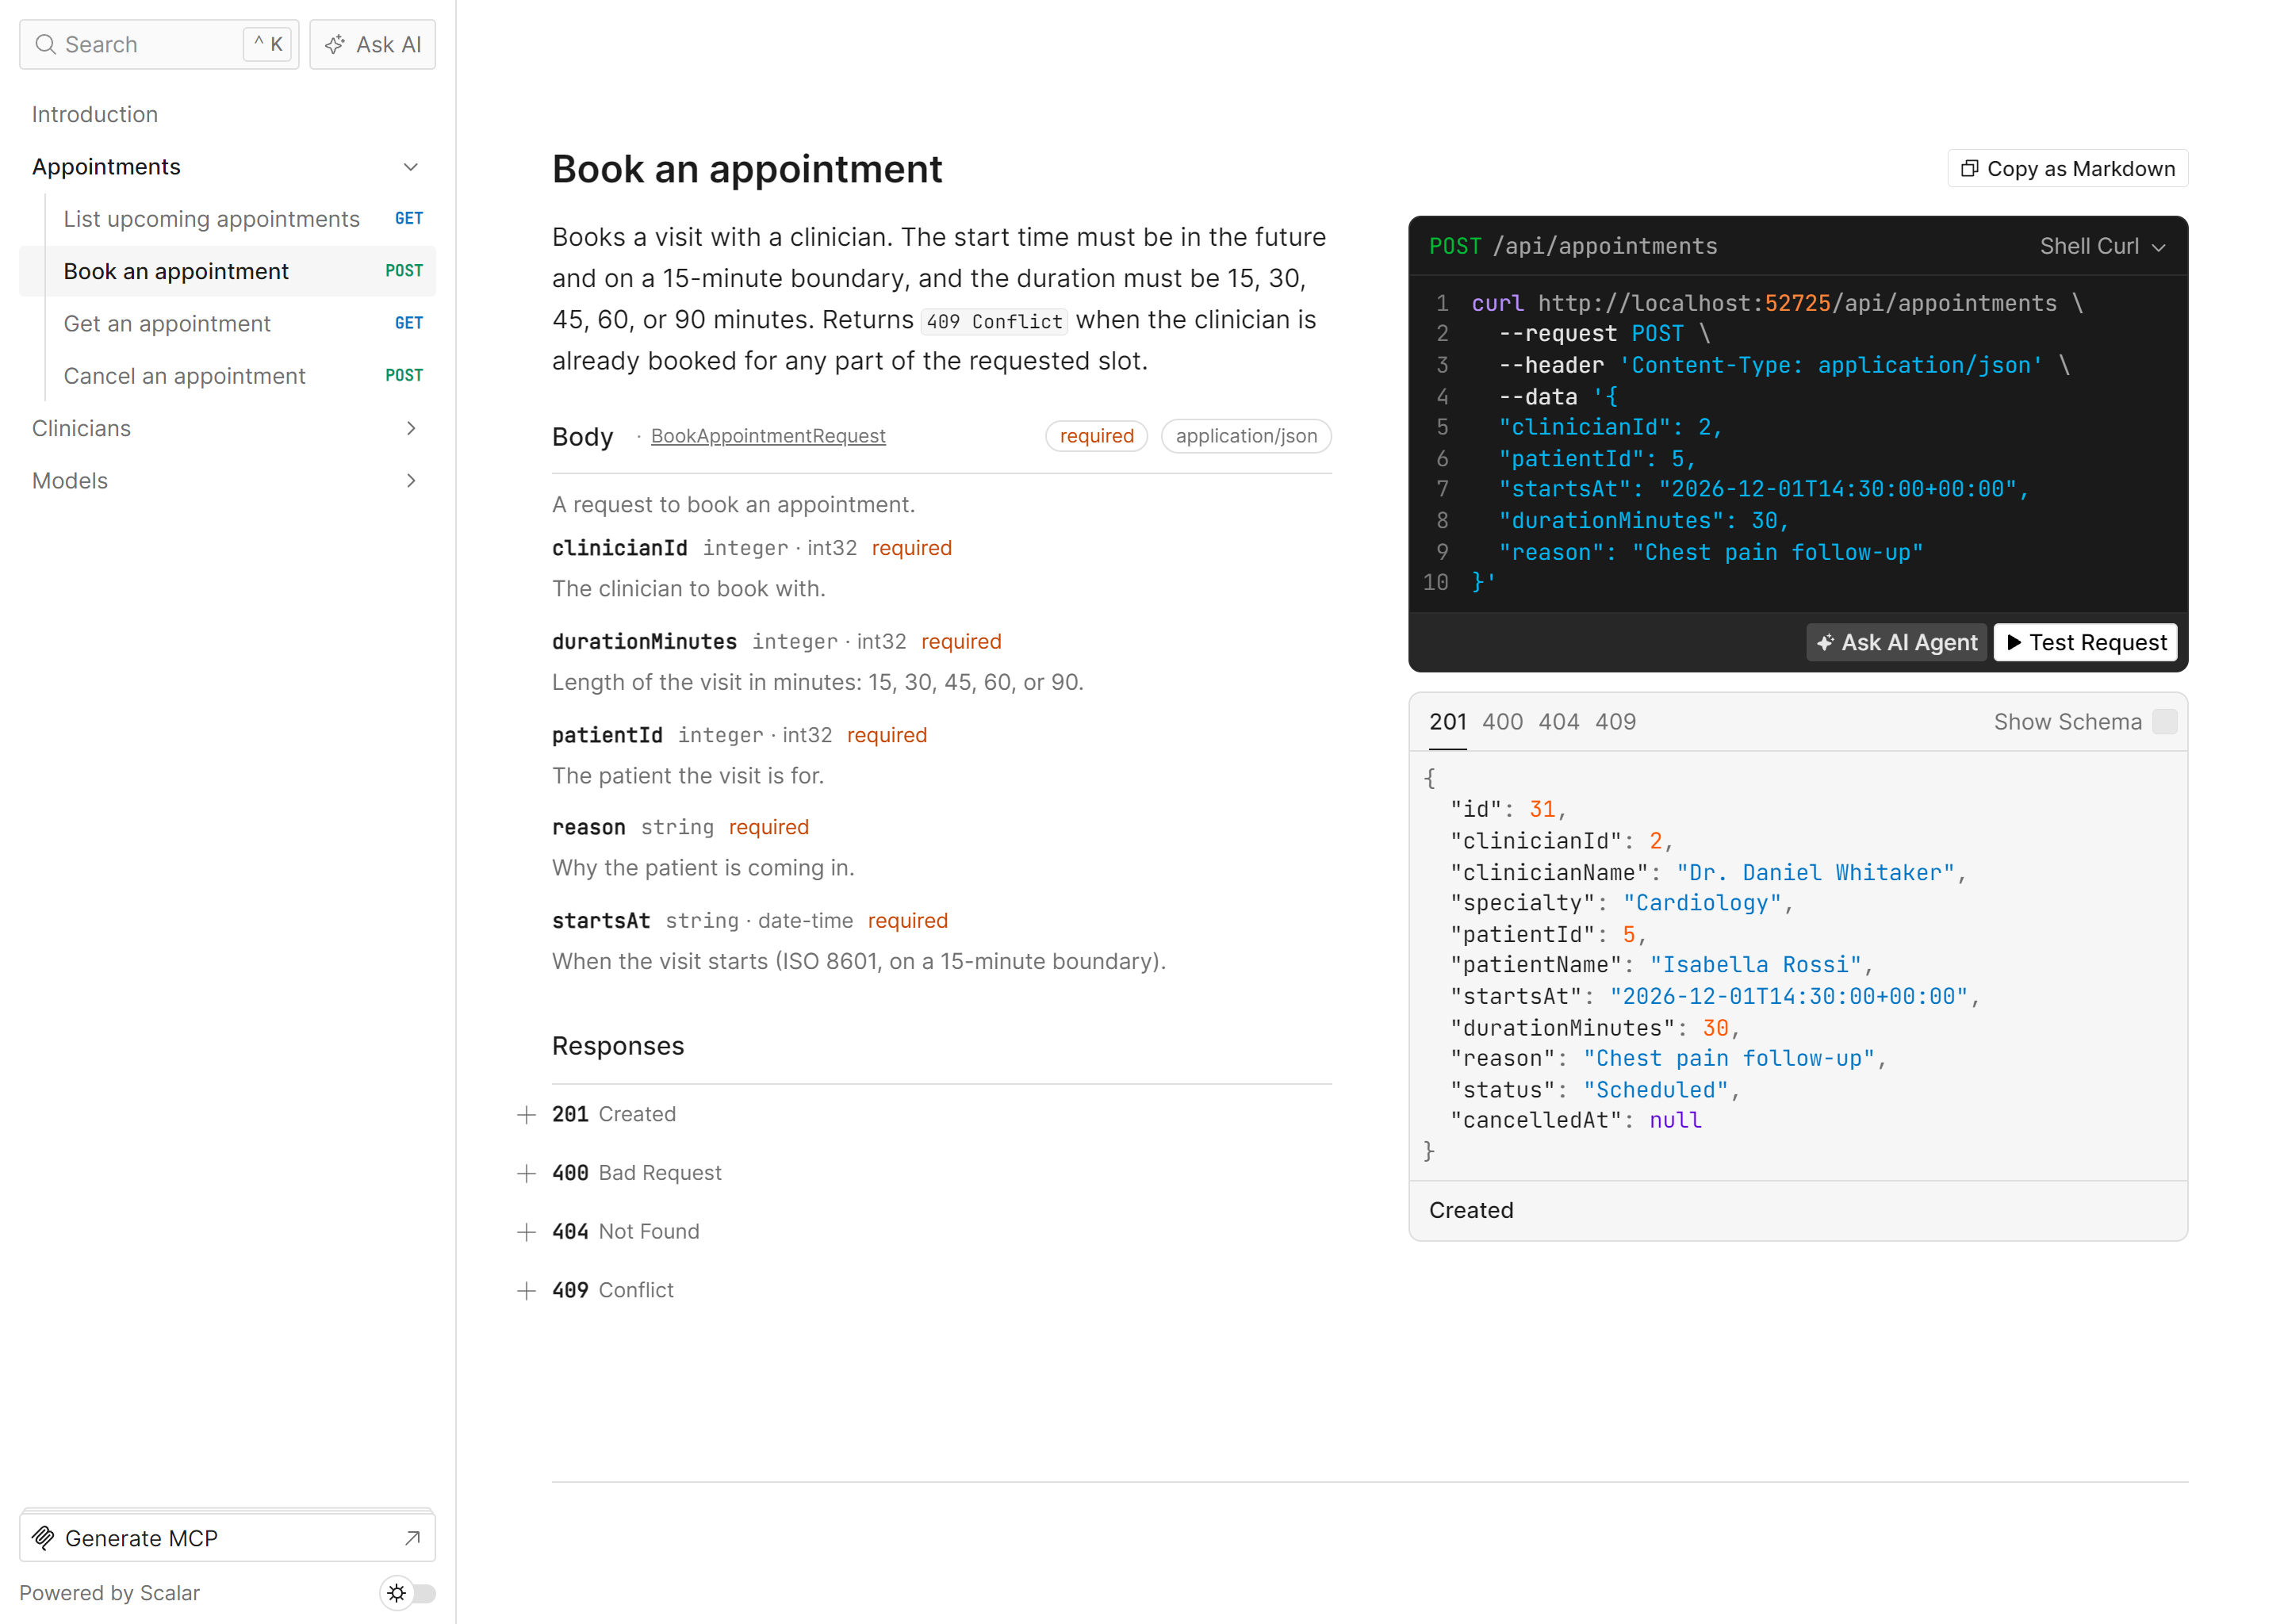 Search
^ K
Ask AI
Introduction
Appointments
List upcoming appointments GET
Book an appointment POST
Get an appointment GET
Cancel an appointment POST
Clinicians
Models
Generate MCP
Powered by Scalar
Book an appointment
Copy as Markdown
Books a visit with a clinician. The start time must be in the future
and on a 15-minute boundary, and the duration must be 15, 30,
45, 60, or 90 minutes. Returns 409 Conflict when the clinician is
already booked for any part of the requested slot.
Body · BookAppointmentRequest required application/json
A request to book an appointment.
clinicianId integer · int32 required
The clinician to book with.
durationMinutes integer · int32 required
Length of the visit in minutes: 15, 30, 45, 60, or 90.
patientId integer · int32 required
The patient the visit is for.
reason string required
Why the patient is coming in.
startsAt string · date-time required
When the visit starts (ISO 8601, on a 15-minute boundary).
Responses
201 Created
400 Bad Request
404 Not Found
409 Conflict
POST /api/appointments Shell Curl
1 curl http://localhost:52725/api/appointments \
2 --request POST \
3 --header 'Content-Type: application/json' \
4 --data '{
5 "clinicianId": 2,
6 "patientId": 5,
7 "startsAt": "2026-12-01T14:30:00+00:00",
8 "durationMinutes": 30,
9 "reason": "Chest pain follow-up"
10 }'
Ask AI Agent
Test Request
201 400 404 409 Show Schema
{
"id": 31,
"clinicianId": 2,
"clinicianName": "Dr. Daniel Whitaker",
"specialty": "Cardiology",
"patientId": 5,
"patientName": "Isabella Rossi",
"startsAt": "2026-12-01T14:30:00+00:00",
"durationMinutes": 30,
"reason": "Chest pain follow-up",
"status": "Scheduled",
"cancelledAt": null
}
Created